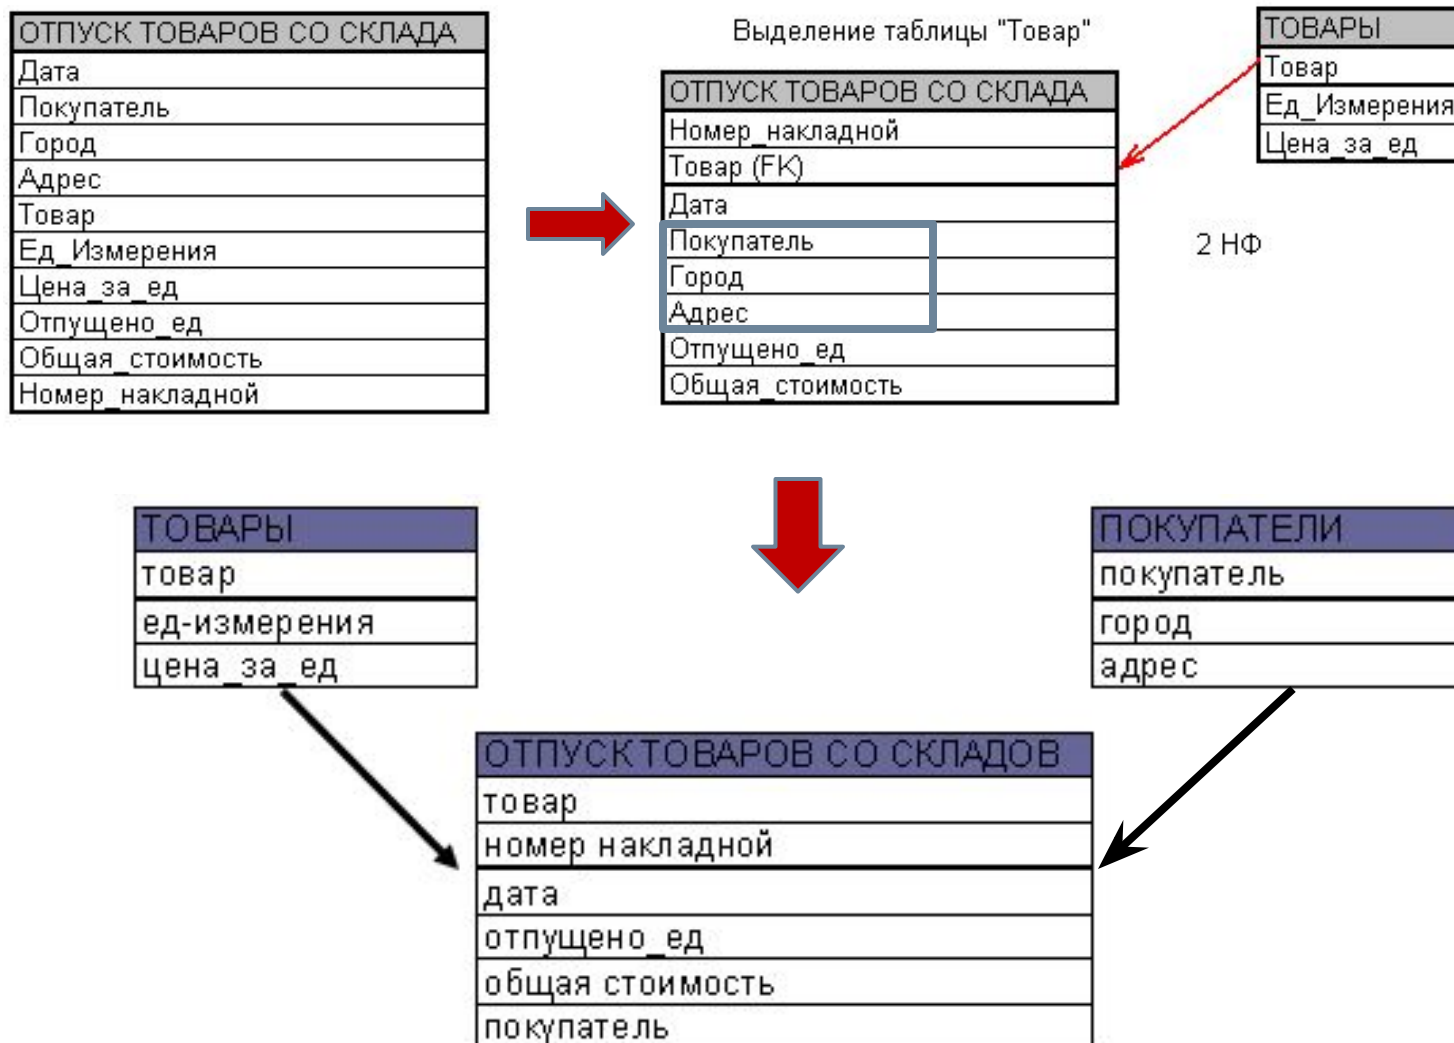 ОТПУСК ТОВАРОВ СО СКЛАДА
Дата
Покупатель
Город
Адрес
Товар
Ед_Измерения
Цена_за_ед
Отпущено_ед
Общая_стоимость
Номер_накладной
Выделение таблицы "Товар"
ОТПУСК ТОВАРОВ СО СКЛАДА
Номер_накладной
Товар (FK)
Дата
Покупатель
Город
Адрес
Отпущено_ед
Общая_стоимость
ТОВАРЫ
Товар
Ед_Измерения
Цена_за_ед
2 НФ
ТОВАРЫ
товар
ед-измерения
цена_за_ед
ПОКУПАТЕЛИ
покупатель
город
адрес
ОТПУСК ТОВАРОВ СО СКЛАДОВ
товар
номер накладной
дата
отпущено_ед
общая стоимость
покупатель